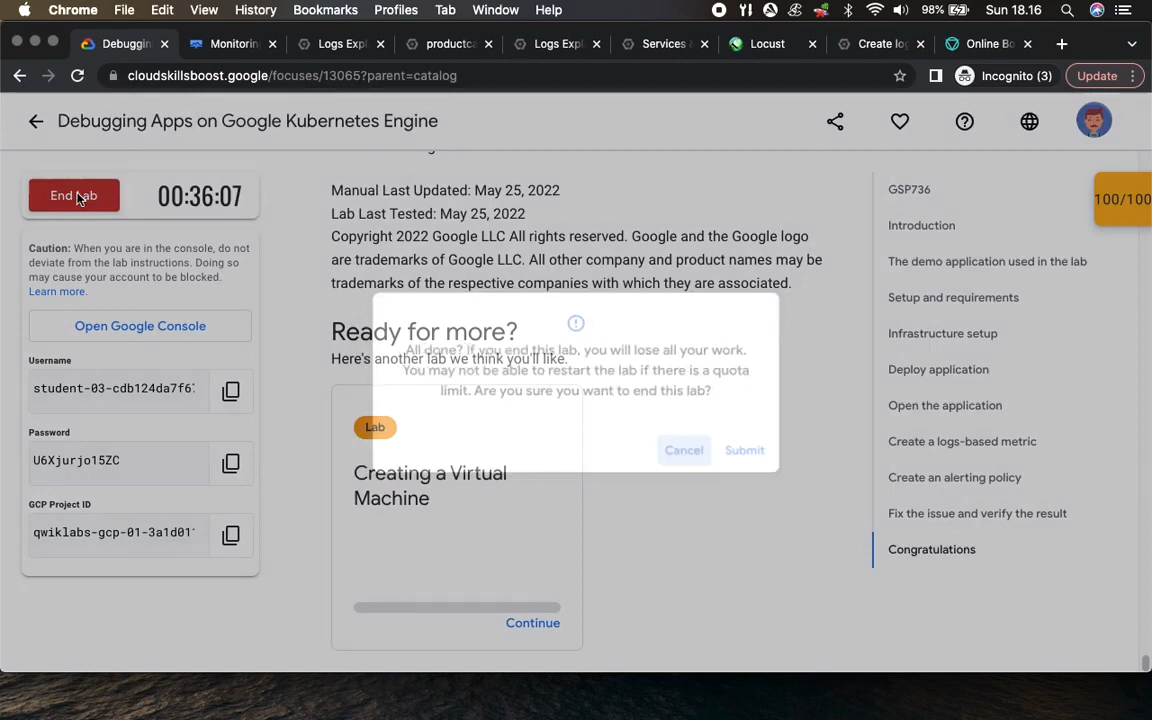 Chrome File Edit View History Bookmarks Profiles Tab Window Help 98% Sun 18.16
Debuggin Monitorin Logs Expl productca Logs Expl Services Locust Create log Online Bo
cloudskillsboost.google/focuses/13065?parent=catalog Incognito (3) Update
Debugging Apps on Google Kubernetes Engine
End Lab 00:36:07
Caution: When you are in the console, do not
deviate from the lab instructions. Doing so
may cause your account to be blocked.
Learn more.
Open Google Console
Username
student-03-cdb124da7f67
Password
U6Xjurjo15ZC
GCP Project ID
qwiklabs-gcp-01-3a1d011
Manual Last Updated: May 25, 2022
Lab Last Tested: May 25, 2022
Copyright 2022 Google LLC All rights reserved. Google and the Google logo
are trademarks of Google LLC. All other company and product names may be
trademarks of the respective companies with which they are associated.
Ready for more?
Here's another lab we think you'll like.
All done? If you end this lab, you will lose all your work.
You may not be able to restart the lab if there is a quota
limit. Are you sure you want to end this lab?
Cancel Submit
Lab
Creating a Virtual
Machine
Continue
GSP736
Introduction
The demo application used in the lab
Setup and requirements
Infrastructure setup
Deploy application
Open the application
Create a logs-based metric
Create an alerting policy
Fix the issue and verify the result
Congratulations
100/100